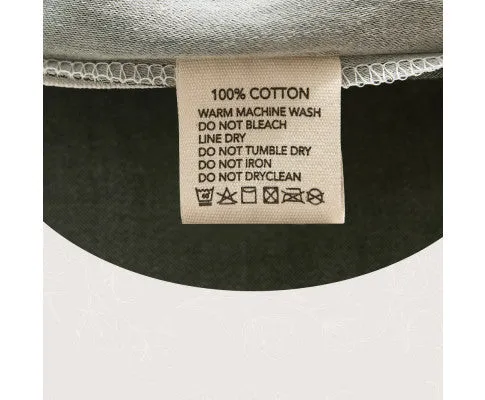 100% COTTON
WARM MACHINE WASH
DO NOT BLEACH
LINE DRY
DO NOT TUMBLE DRY
DO NOT IRON
DO NOT DRYCLEAN